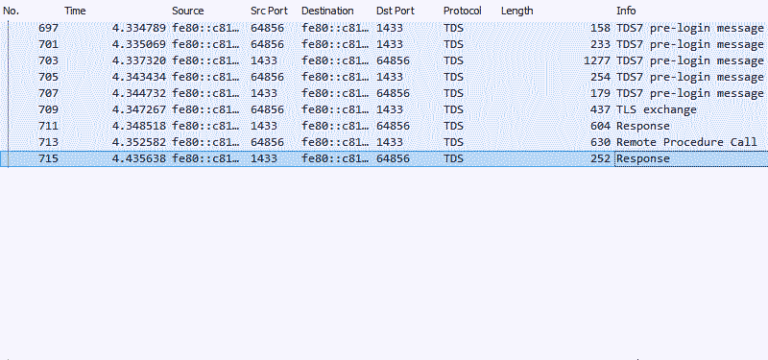 No. Time Source Src Port Destination Dst Port Protocol Length Info
697 4.334789 fe80::c81… 64856 fe80::c81… 1433 TDS 158 TDS7 pre-login message
701 4.335069 fe80::c81… 64856 fe80::c81… 1433 TDS 233 TDS7 pre-login message
703 4.337320 fe80::c81… 1433 fe80::c81… 64856 TDS 1277 TDS7 pre-login message
705 4.343434 fe80::c81… 64856 fe80::c81… 1433 TDS 254 TDS7 pre-login message
707 4.344732 fe80::c81… 1433 fe80::c81… 64856 TDS 179 TDS7 pre-login message
709 4.347267 fe80::c81… 64856 fe80::c81… 1433 TDS 437 TLS exchange
711 4.348518 fe80::c81… 1433 fe80::c81… 64856 TDS 604 Response
713 4.352582 fe80::c81… 64856 fe80::c81… 1433 TDS 630 Remote Procedure Call
715 4.435638 fe80::c81… 1433 fe80::c81… 64856 TDS 252 Response